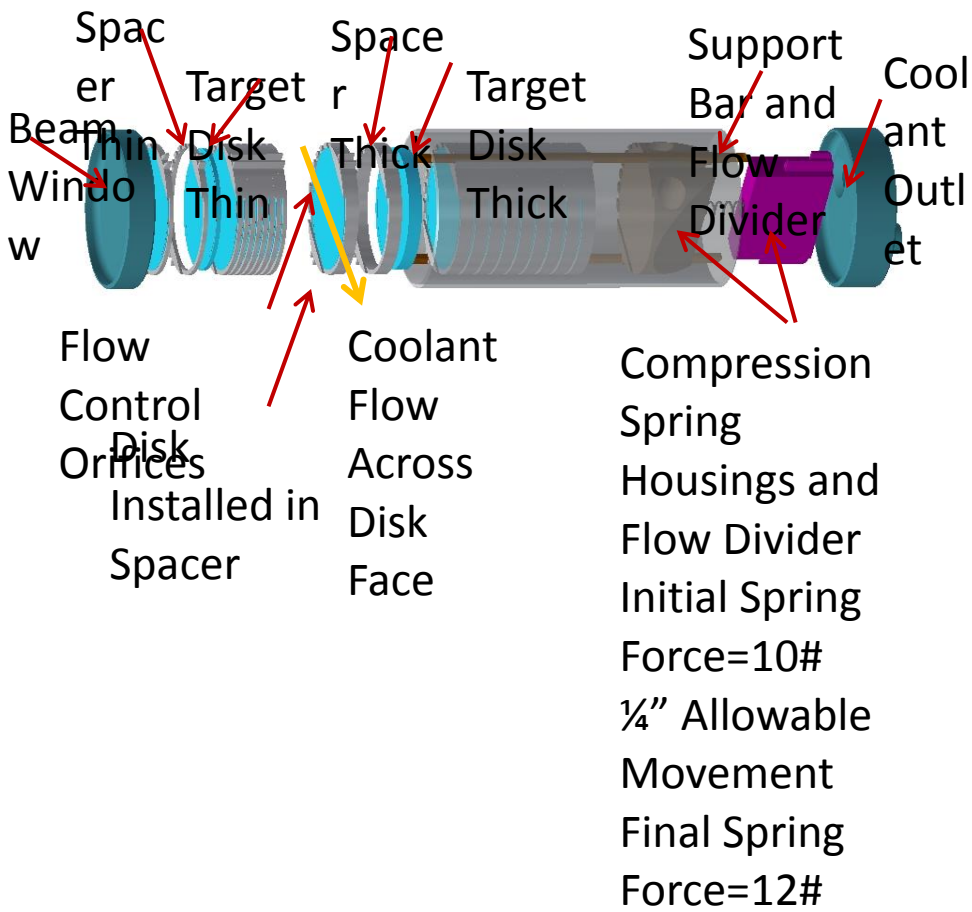 Spac
er
Thin
Target
Disk
Thin
Space
r
Thick
Target
Disk
Thick
Support
Bar and
Flow
Divider
Cool
ant
Outl
et
Beam
Windo
w
Flow
Control
Orifices
Disk
Installed in
Spacer
Coolant
Flow
Across
Disk
Face
Compression
Spring
Housings and
Flow Divider
Initial Spring
Force=10#
¼” Allowable
Movement
Final Spring
Force=12#